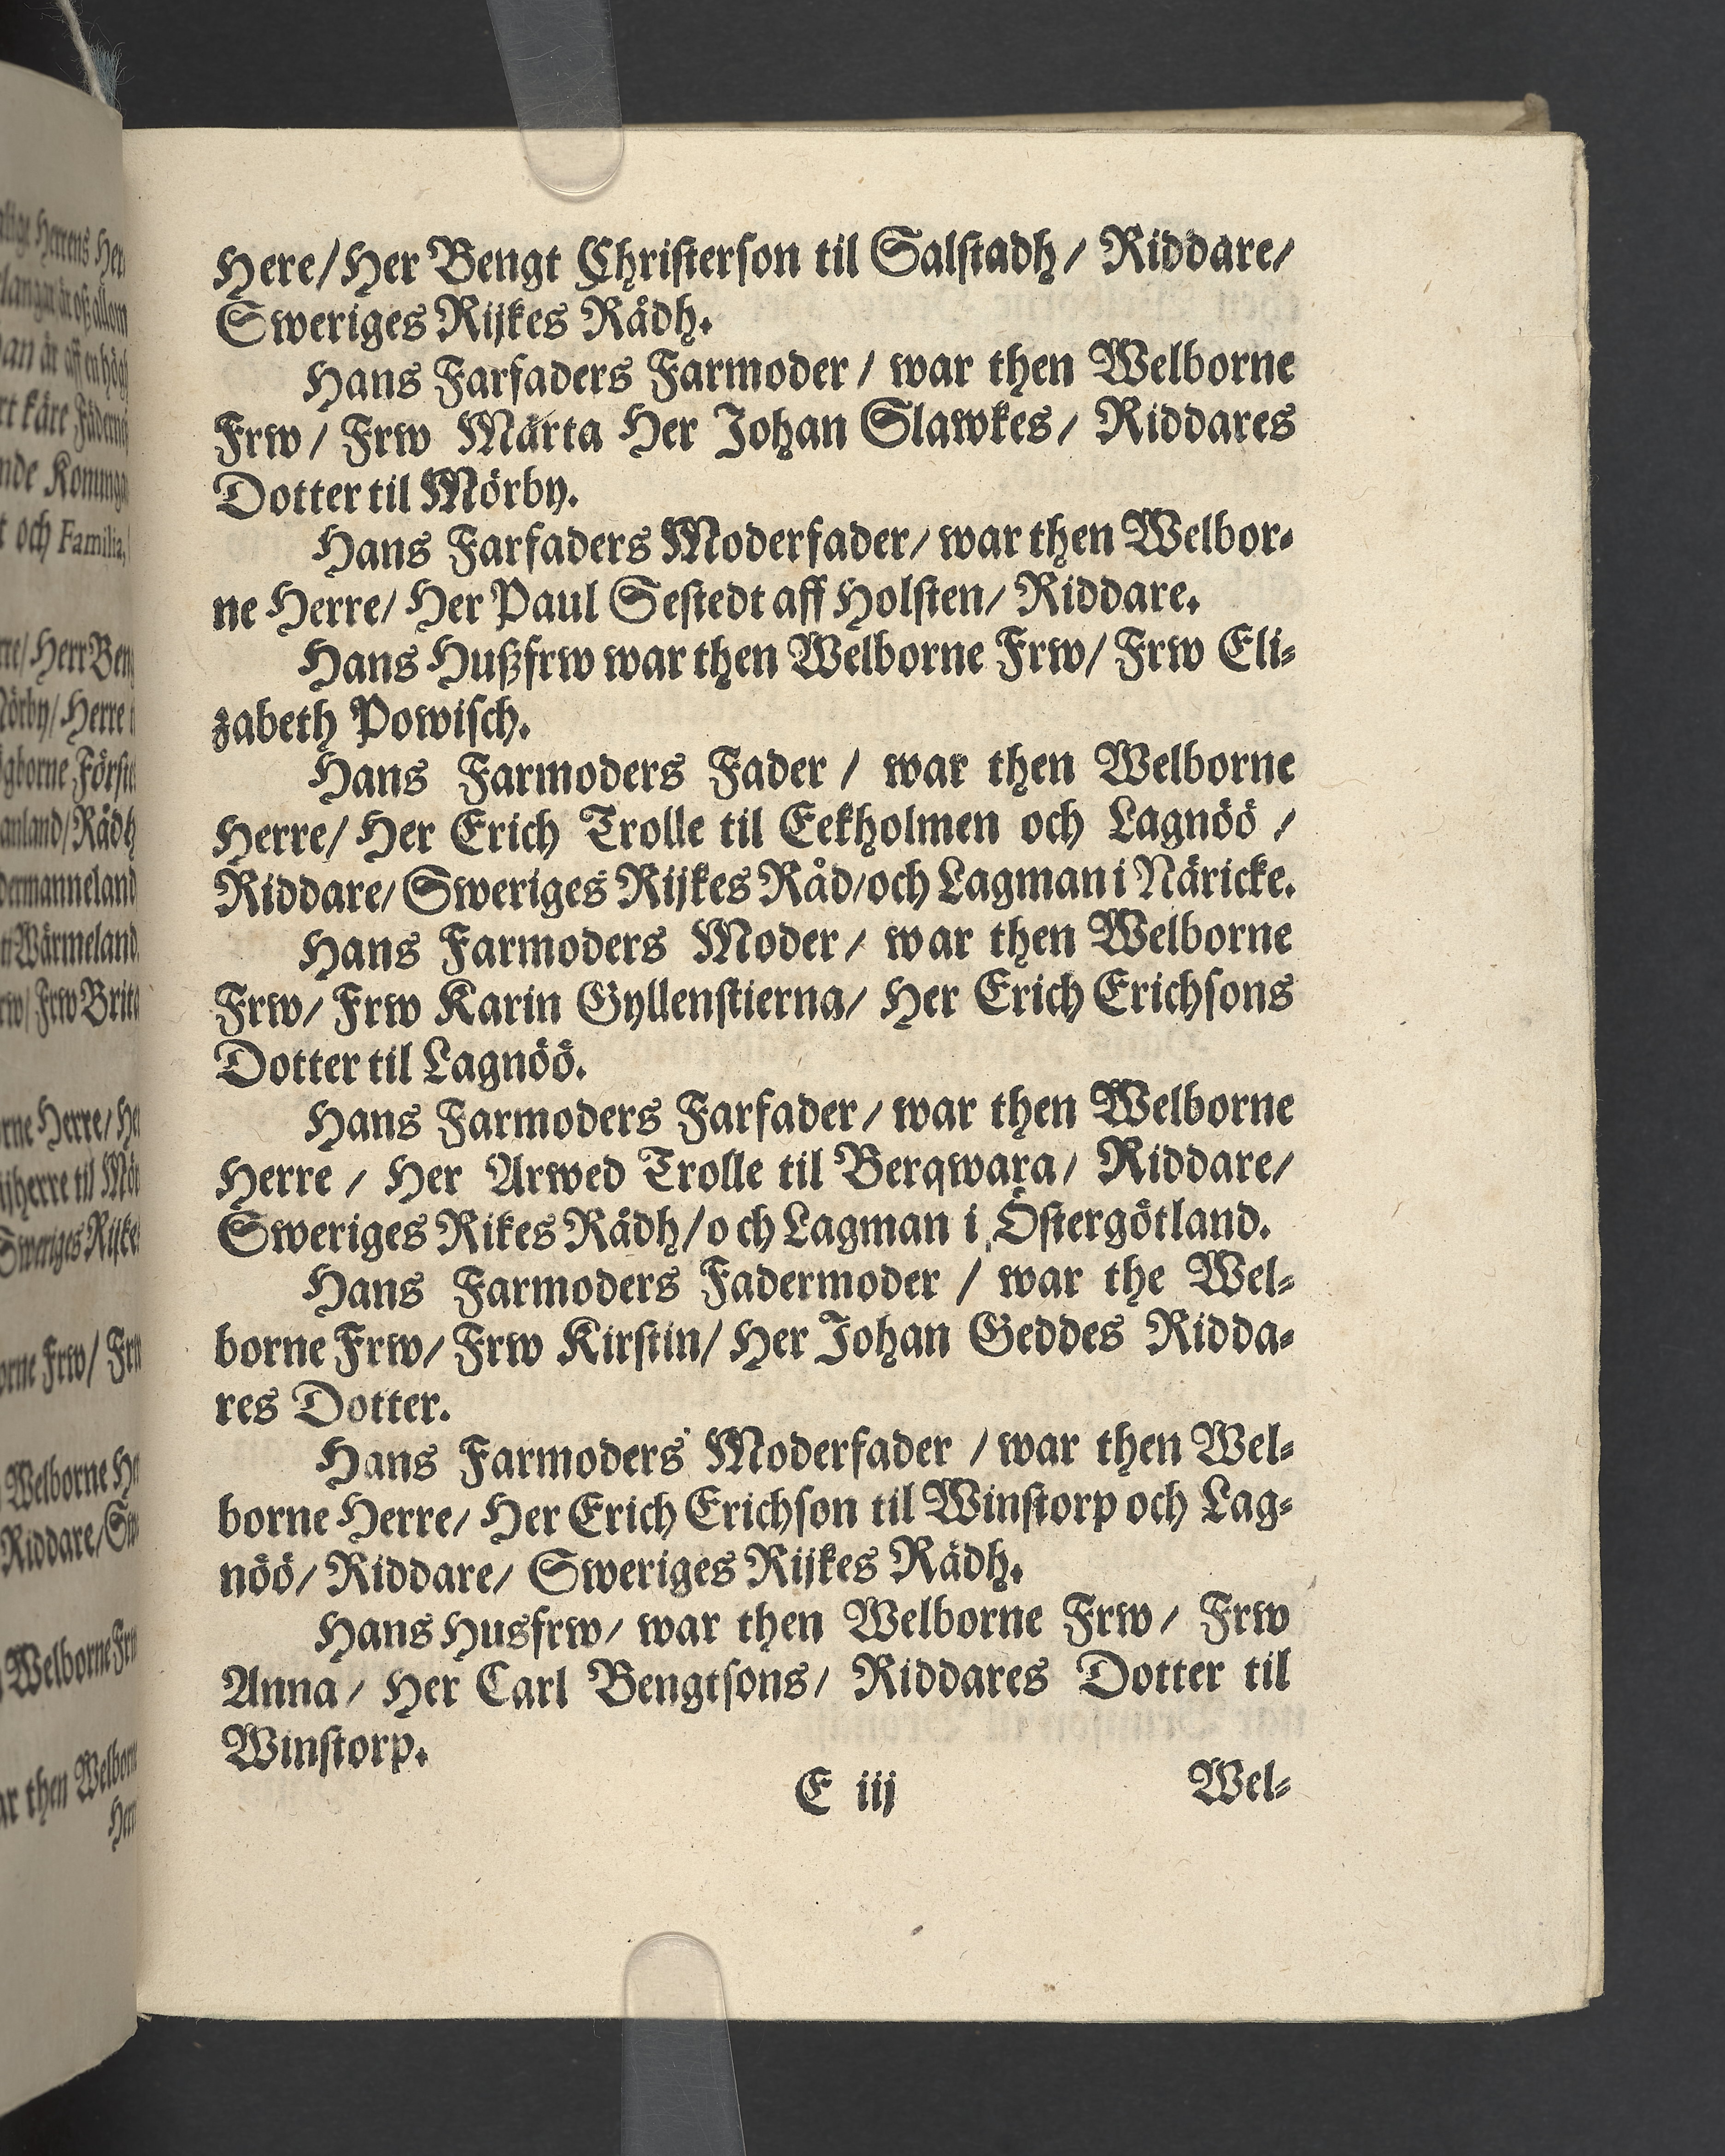 Here/ Her Bengt Christerson til Salstadh/ Riddare/
Sweriges Rijkes Rådh.
Hans Farfaders Farmoder/ war then Welborne
Frw/ Frw Märta Her Johan Slawkes/ Riddares
Dotter til Mörby.
Hans Farfaders Moderfader/ war then Welbor-
ne Herre/ Her Paul Sestedt aff Holsten/ Riddare.
Hans Hußfrw war then Welborne Frw/ Frw Eli-
zabeth Powisch.
Hans Farmoders Fader/ war then Welborne
Herre/ Her Erich Trolle til Eekholmen och Lagnöö/
Riddare/ Sweriges Rijkes Råd/ och Lagman i Näricke.
Hans Farmoders Moder/ war then Welborne
Frw/ Frw Karin Gyllenstierna/ Her Erich Erichsons
Dotter til Lagnöö.
Hans Farmoders Farfader/ war then Welborne
Herre/ Her Arwed Trolle til Berqwara/ Riddare/
Sweriges Rikes Rådh/ och Lagman i Östergötland.
Hans Farmoders Fadermoder/ war the Wel-
borne Frw/ Frw Kirstin/ Her Johan Geddes Ridda-
res Dotter.
Hans Farmoders Moderfader/ war then Wel-
borne Herre/ Her Erich Erichson til Winstorp och Lag-
nöö/ Riddare/ Sweriges Rijkes Rådh.
Hans Husfrw/ war then Welborne Frw/ Frw
Anna/ Her Carl Bengtsons/ Riddares Dotter til
Winstorp.
E iij
Wel-